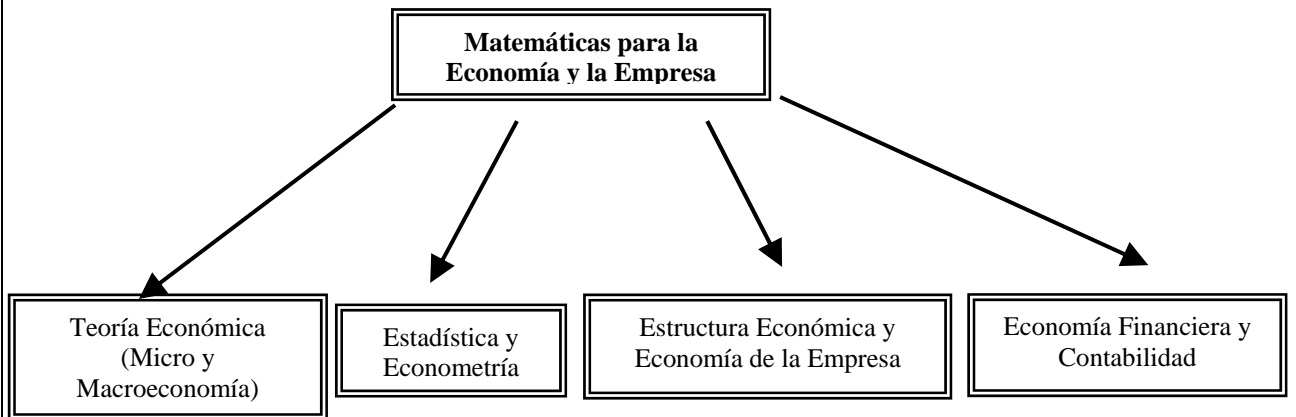 Matemáticas para la
Economía y la Empresa
Teoría Económica
(Micro y
Macroeconomía)
Estadística y
Econometría
Estructura Económica y
Economía de la Empresa
Economía Financiera y
Contabilidad